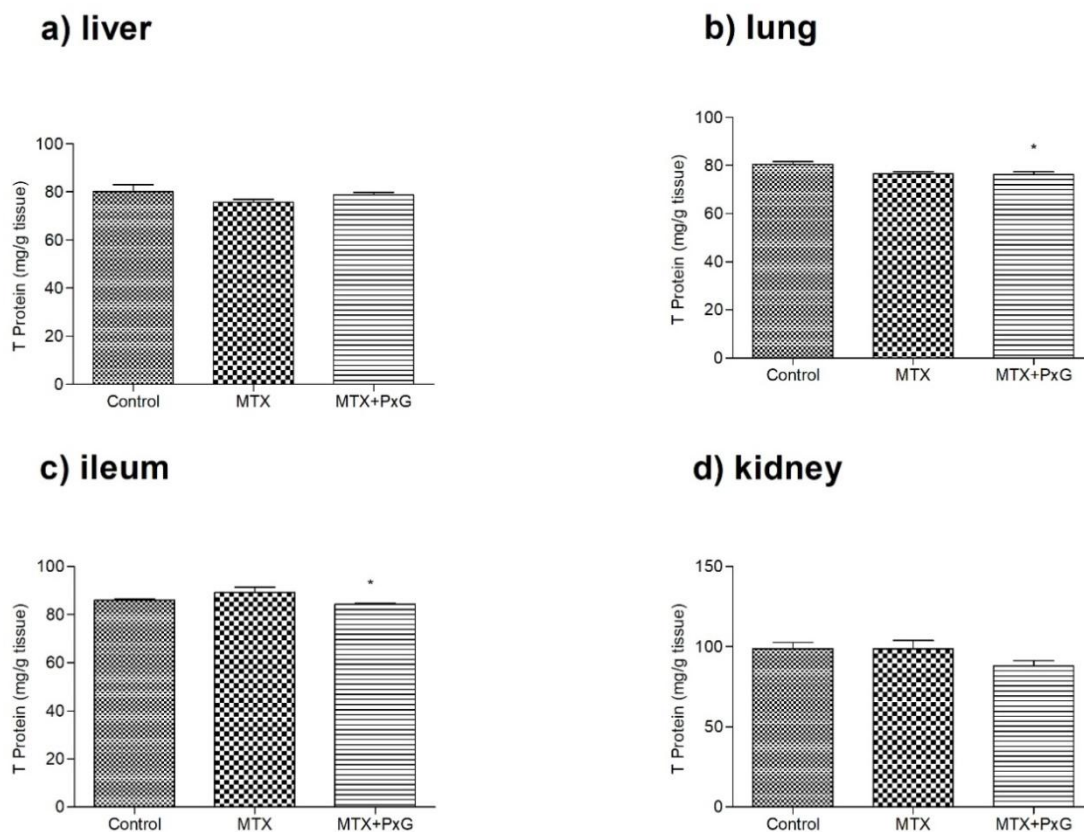 a) liver
T Protein (mg/g tissue)
100
80
60
40
20
0
Control MTX MTX+PxG
b) lung
T Protein (mg/g tissue)
100
80
60
40
20
0
*
Control MTX MTX+PxG
c) ileum
T Protein (mg/g tissue)
100
80
60
40
20
0
*
Control MTX MTX+PxG
d) kidney
T Protein (mg/g tissue)
150
100
50
0
Control MTX MTX+PxG